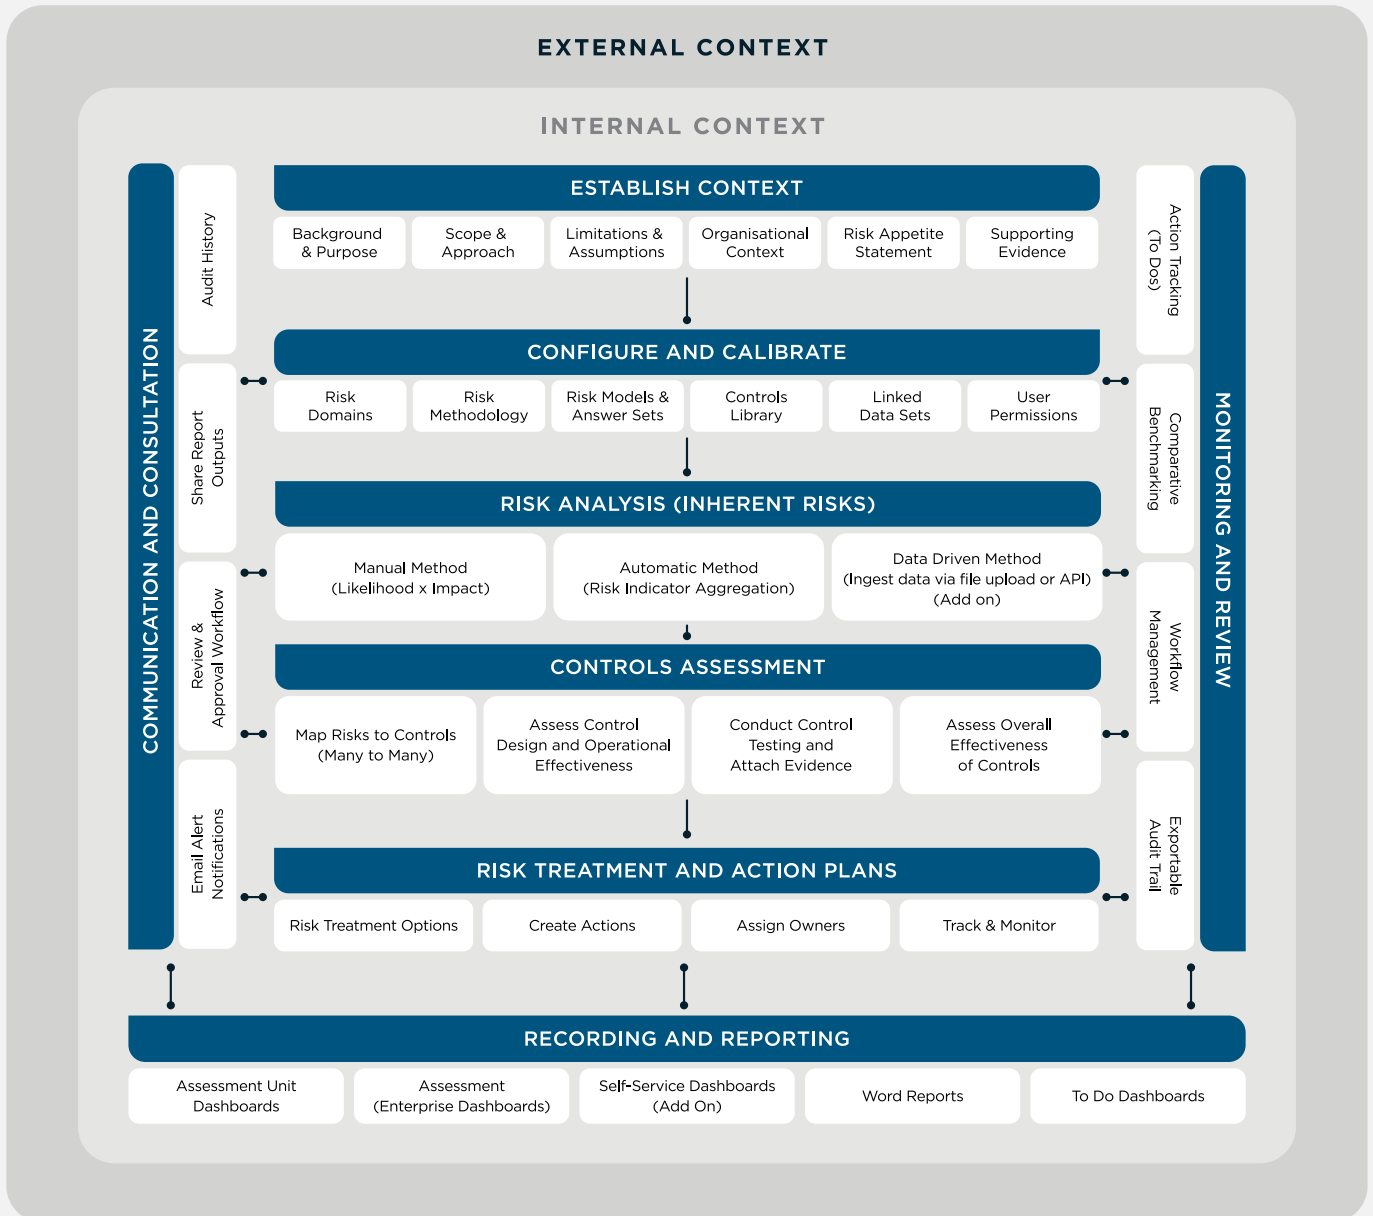 EXTERNAL CONTEXT
INTERNAL CONTEXT
COMMUNICATION AND CONSULTATION
Audit History
Share Report
Outputs
Review &
Approval Workflow
Email Alert
Notifications
ESTABLISH CONTEXT
Background
& Purpose
Scope &
Approach
Limitations &
Assumptions
Organisational
Context
Risk Appetite
Statement
Supporting
Evidence
CONFIGURE AND CALIBRATE
Risk
Domains
Risk
Methodology
Risk Models &
Answer Sets
Controls
Library
Linked
Data Sets
User
Permissions
RISK ANALYSIS (INHERENT RISKS)
Manual Method
(Likelihood x Impact)
Automatic Method
(Risk Indicator Aggregation)
Data Driven Method
(Ingest data via file upload or API)
(Add on)
CONTROLS ASSESSMENT
Map Risks to Controls
(Many to Many)
Assess Control
Design and Operational
Effectiveness
Conduct Control
Testing and
Attach Evidence
Assess Overall
Effectiveness
of Controls
RISK TREATMENT AND ACTION PLANS
Risk Treatment Options
Create Actions
Assign Owners
Track & Monitor
Action Tracking
(To Dos)
Comparative
Benchmarking
Workflow
Management
Exportable
Audit Trail
MONITORING AND REVIEW
RECORDING AND REPORTING
Assessment Unit
Dashboards
Assessment
(Enterprise Dashboards)
Self-Service Dashboards
(Add On)
Word Reports
To Do Dashboards